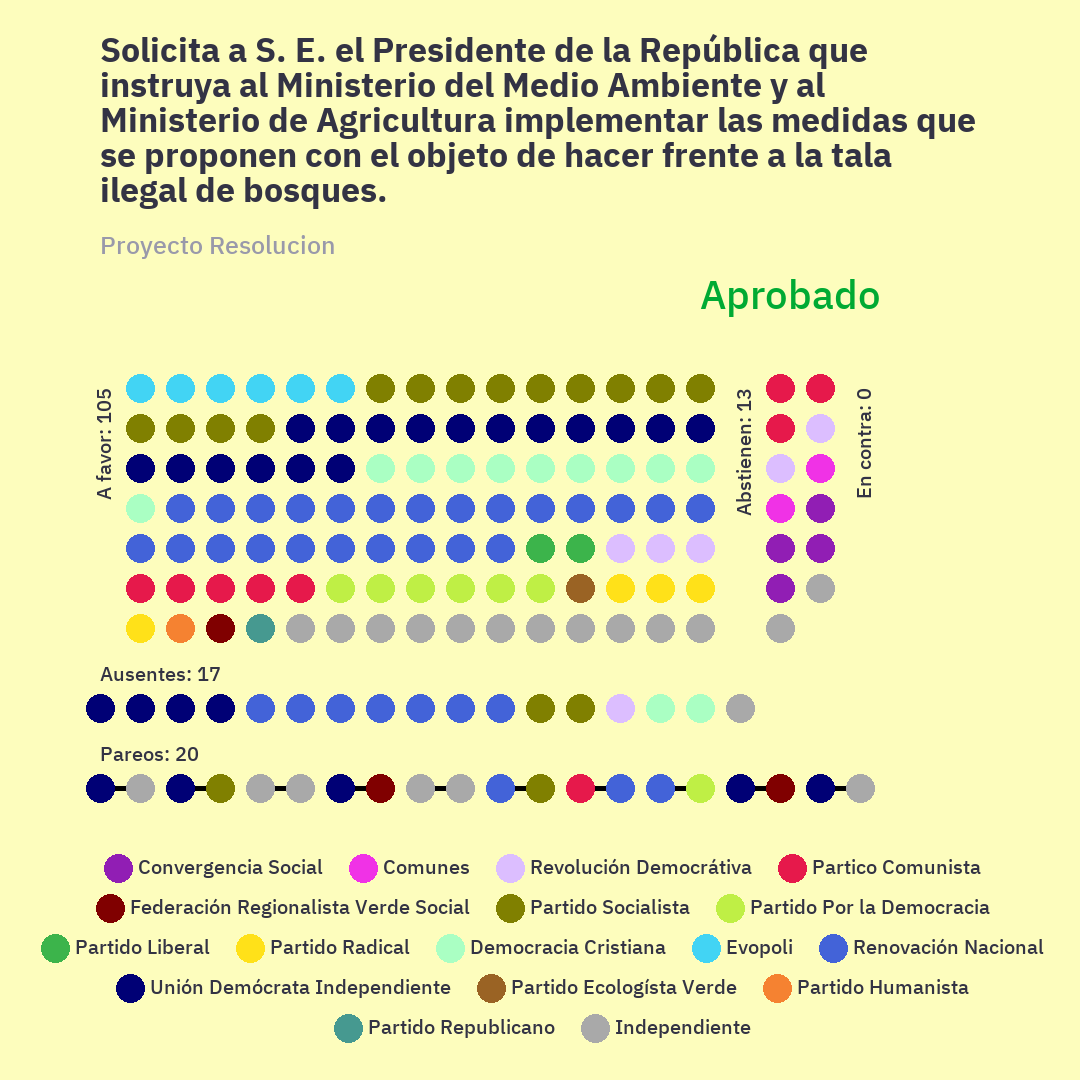 Solicita a S. E. el Presidente de la República que
instruya al Ministerio del Medio Ambiente y al
Ministerio de Agricultura implementar las medidas que
se proponen con el objeto de hacer frente a la tala
ilegal de bosques.
Proyecto Resolucion
Aprobado
A favor: 105
Abstienen: 13
En contra: 0
Ausentes: 17
Pareos: 20
Convergencia Social Comunes Revolución Democrátiva Partico Comunista
Federación Regionalista Verde Social Partido Socialista Partido Por la Democracia
Partido Liberal Partido Radical Democracia Cristiana Evopoli Renovación Nacional
Unión Demócrata Independiente Partido Ecologísta Verde Partido Humanista
Partido Republicano Independiente